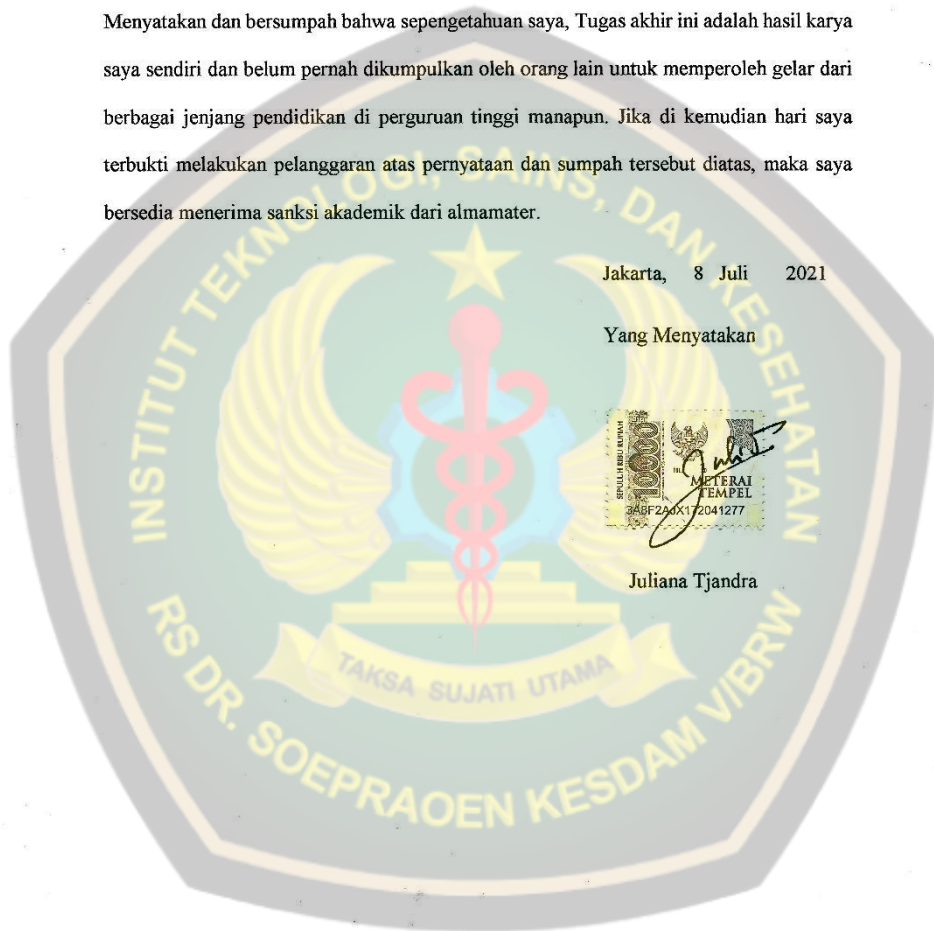 Menyatakan dan bersumpah bahwa sepengetahuan saya, Tugas akhir ini adalah hasil karya
saya sendiri dan belum pernah dikumpulkan oleh orang lain untuk memperoleh gelar dari
berbagai jenjang pendidikan di perguruan tinggi manapun. Jika di kemudian hari saya
terbukti melakukan pelanggaran atas pernyataan dan sumpah tersebut diatas, maka saya
bersedia menerima sanksi akademik dari almamater.
INSTITUT TEKNOLOGI, SAINS, DAN KESEHATAN
Jakarta, 8 Juli 2021
Yang Menyatakan
SEPULUH RIBU RUPIAH
10000
METERAI
TEMPEL
Juliana Tjandra
TAKSA SUJATI UTAMA
RS DR. SOEPRAOEN KESDAM V/BRW